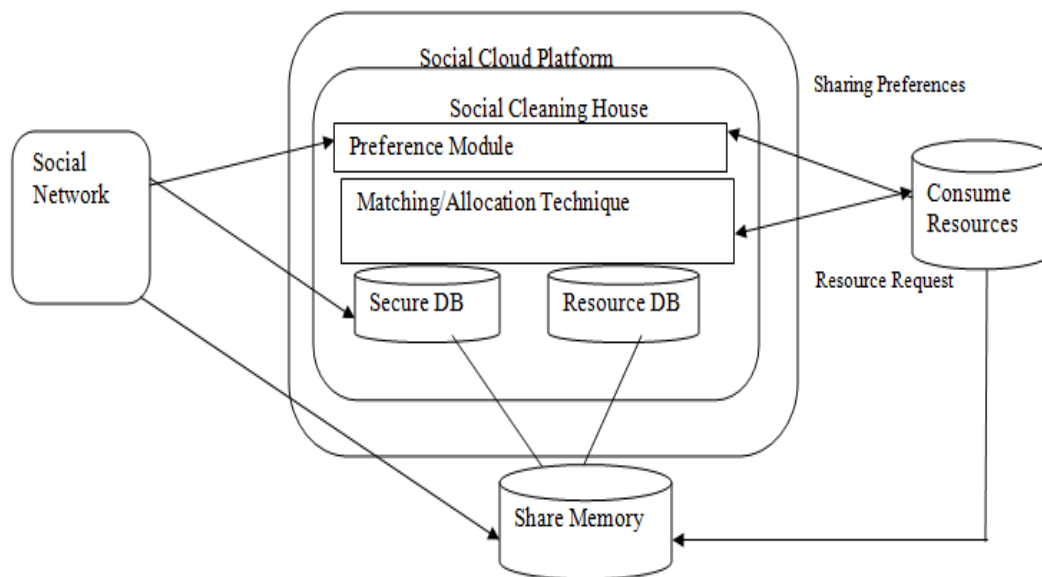 Social Cloud Platform
Sharing Preferences
Social Cleaning House
Preference Module
Social
Network
Matching/Allocation Technique
Consume
Resources
Resource Request
Secure DB
Resource DB
Share Memory